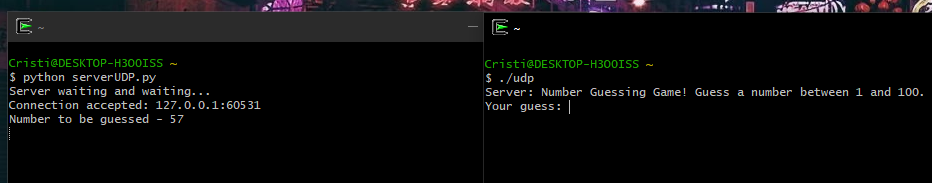 ~
Cristi@DESKTOP-H3OOISS ~
$ python serverUDP.py
Server waiting and waiting...
Connection accepted: 127.0.0.1:60531
Number to be guessed - 57
~
Cristi@DESKTOP-H3OOISS ~
$ ./udp
Server: Number Guessing Game! Guess a number between 1 and 100.
Your guess: